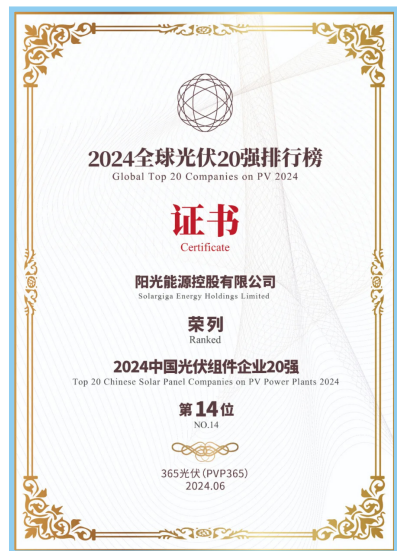 2024全球光伏20强排行榜
Global Top 20 Companies on PV 2024
证书
Certificate
阳光能源控股有限公司
Solargiga Energy Holdings Limited
荣列
Ranked
2024中国光伏组件企业20强
Top 20 Chinese Solar Panel Companies on PV Power Plants 2024
第14位
NO.14
365光伏(PVP365)
2024.06